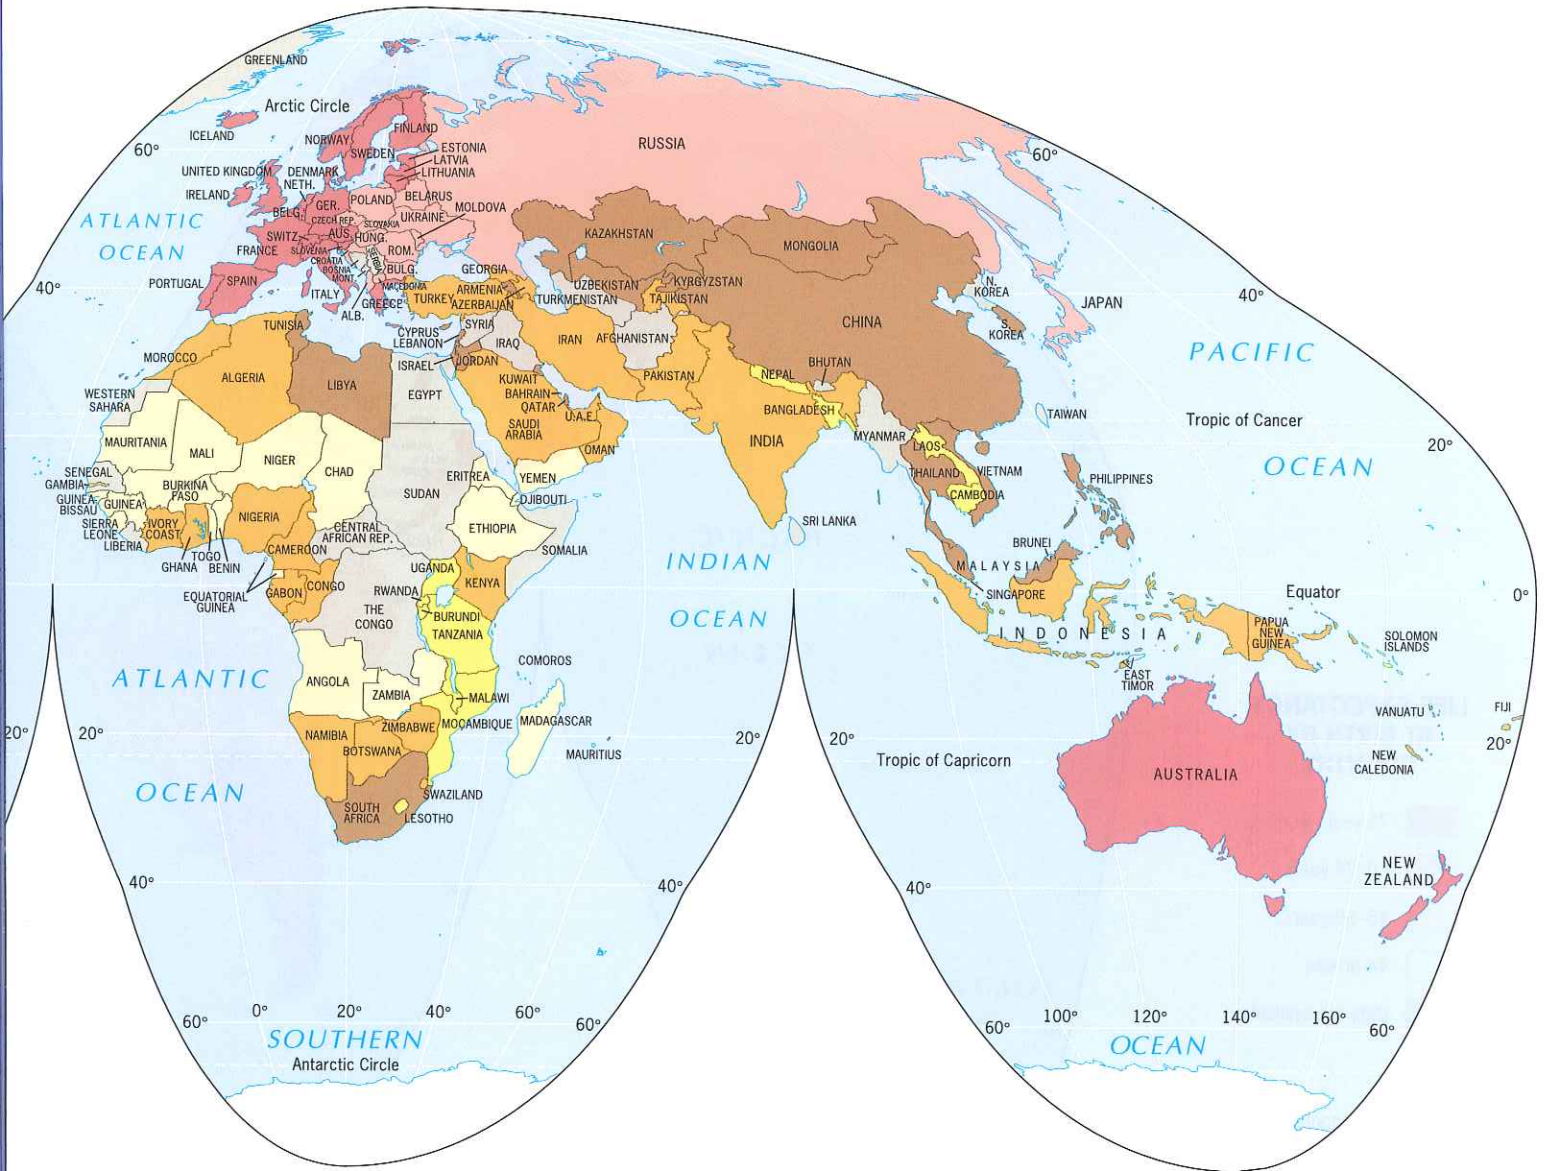 GREENLAND
Arctic Circle
ICELAND
60°
NORWAY
FINLAND
SWEDEN
ESTONIA
LATVIA
LITHUANIA
RUSSIA
60°
UNITED KINGDOM
DENMARK
NETH.
IRELAND
BELG.
GER.
POLAND
BELARUS
MOLDOVA
CZECH REP.
SLOVAKIA
UKRAINE
ATLANTIC
OCEAN
SWITZ.
AUS.
HUNG.
FRANCE
SLOVENIA
ROM.
CROATIA
BOSNIA
MONT.
SERBIA
BULG.
PORTUGAL
SPAIN
ITALY
ALB.
MACEDONIA
GREECE
40°
GEORGIA
ARMENIA
AZERBAIJAN
TURKEY
KAZAKHSTAN
MONGOLIA
UZBEKISTAN
KYRGYZSTAN
TURKMENISTAN
TAJIKISTAN
N.
KOREA
S.
KOREA
JAPAN
40°
CHINA
PACIFIC
TUNISIA
CYPRUS
LEBANON
SYRIA
ISRAEL
JORDAN
IRAQ
IRAN
AFGHANISTAN
MOROCCO
ALGERIA
LIBYA
EGYPT
KUWAIT
BAHRAIN
QATAR
U.A.E.
SAUDI
ARABIA
OMAN
PAKISTAN
NEPAL
BHUTAN
BANGLADESH
INDIA
MYANMAR
TAIWAN
Tropic of Cancer
20°
OCEAN
WESTERN
SAHARA
MAURITANIA
MALI
NIGER
CHAD
SUDAN
ERITREA
YEMEN
DJIBOUTI
LAOS
THAILAND
VIETNAM
CAMBODIA
PHILIPPINES
SENEGAL
GAMBIA
GUINEA
BISSAU
GUINEA
BURKINA
FASO
SIERRA
LEONE
LIBERIA
IVORY
COAST
GHANA
TOGO
BENIN
NIGERIA
CENTRAL
AFRICAN REP.
CAMEROON
ETHIOPIA
SOMALIA
SRI LANKA
INDIAN
OCEAN
BRUNEI
MALAYSIA
SINGAPORE
INDONESIA
Equator
0°
EQUATORIAL
GUINEA
GABON
CONGO
UGANDA
KENYA
RWANDA
BURUNDI
THE
CONGO
TANZANIA
PAPUA
NEW
GUINEA
SOLOMON
ISLANDS
EAST
TIMOR
ATLANTIC
OCEAN
ANGOLA
ZAMBIA
MALAWI
MOÇAMBIQUE
COMOROS
MADAGASCAR
MAURITIUS
VANUATU
FIJI
NEW
CALEDONIA
20°
20°
20°
20°
20°
NAMIBIA
BOTSWANA
ZIMBABWE
SOUTH
AFRICA
SWAZILAND
LESOTHO
Tropic of Capricorn
AUSTRALIA
NEW
ZEALAND
40°
40°
40°
60°
0°
20°
40°
60°
60°
60°
100°
120°
140°
160°
60°
SOUTHERN
Antarctic Circle
OCEAN